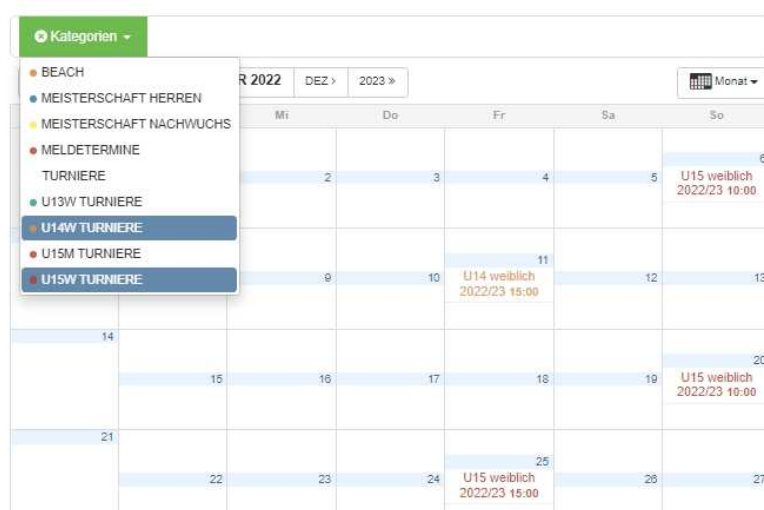 Kategorien
BEACH
MEISTERSCHAFT HERREN
MEISTERSCHAFT NACHWUCHS
MELDETERMINE
TURNIERE
U13W TURNIERE
U14W TURNIERE
U15M TURNIERE
U15W TURNIERE
R 2022 DEZ › 2023 » Monat
Mi Do Fr Sa So
6
2 3 4 5 U15 weiblich
2022/23 10:00
11
9 10 U14 weiblich 12 13
2022/23 15:00
14
20
15 16 17 18 19 U15 weiblich
2022/23 10:00
21
25
22 23 24 U15 weiblich 26 27
2022/23 15:00